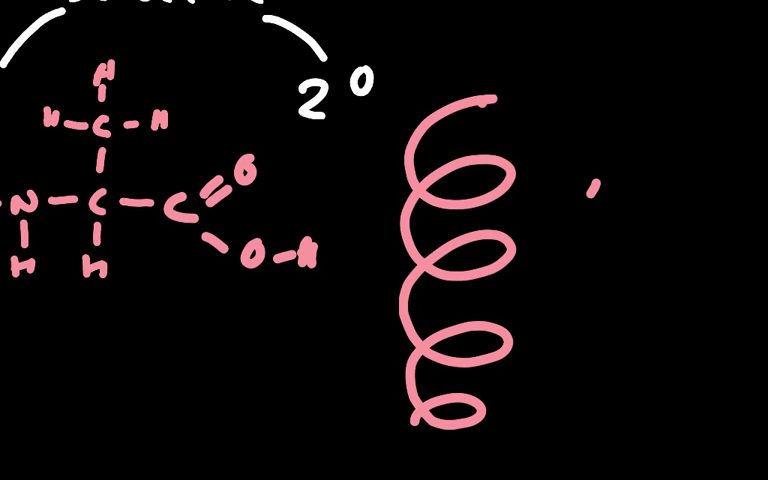 2°
H
H-C-H
N-C-C=O
H H O-H